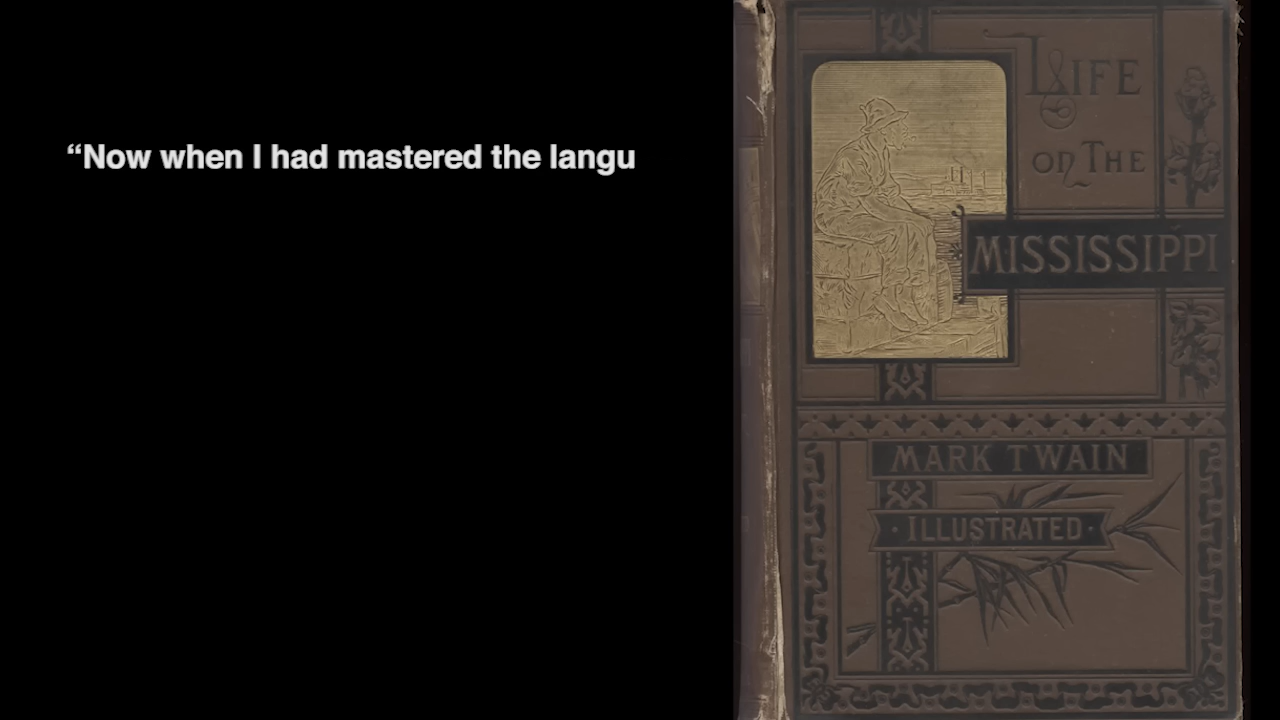 “Now when I had mastered the langu
LIFE
on THE
MISSISSIPPI
MARK TWAIN
· ILLUSTRATED ·